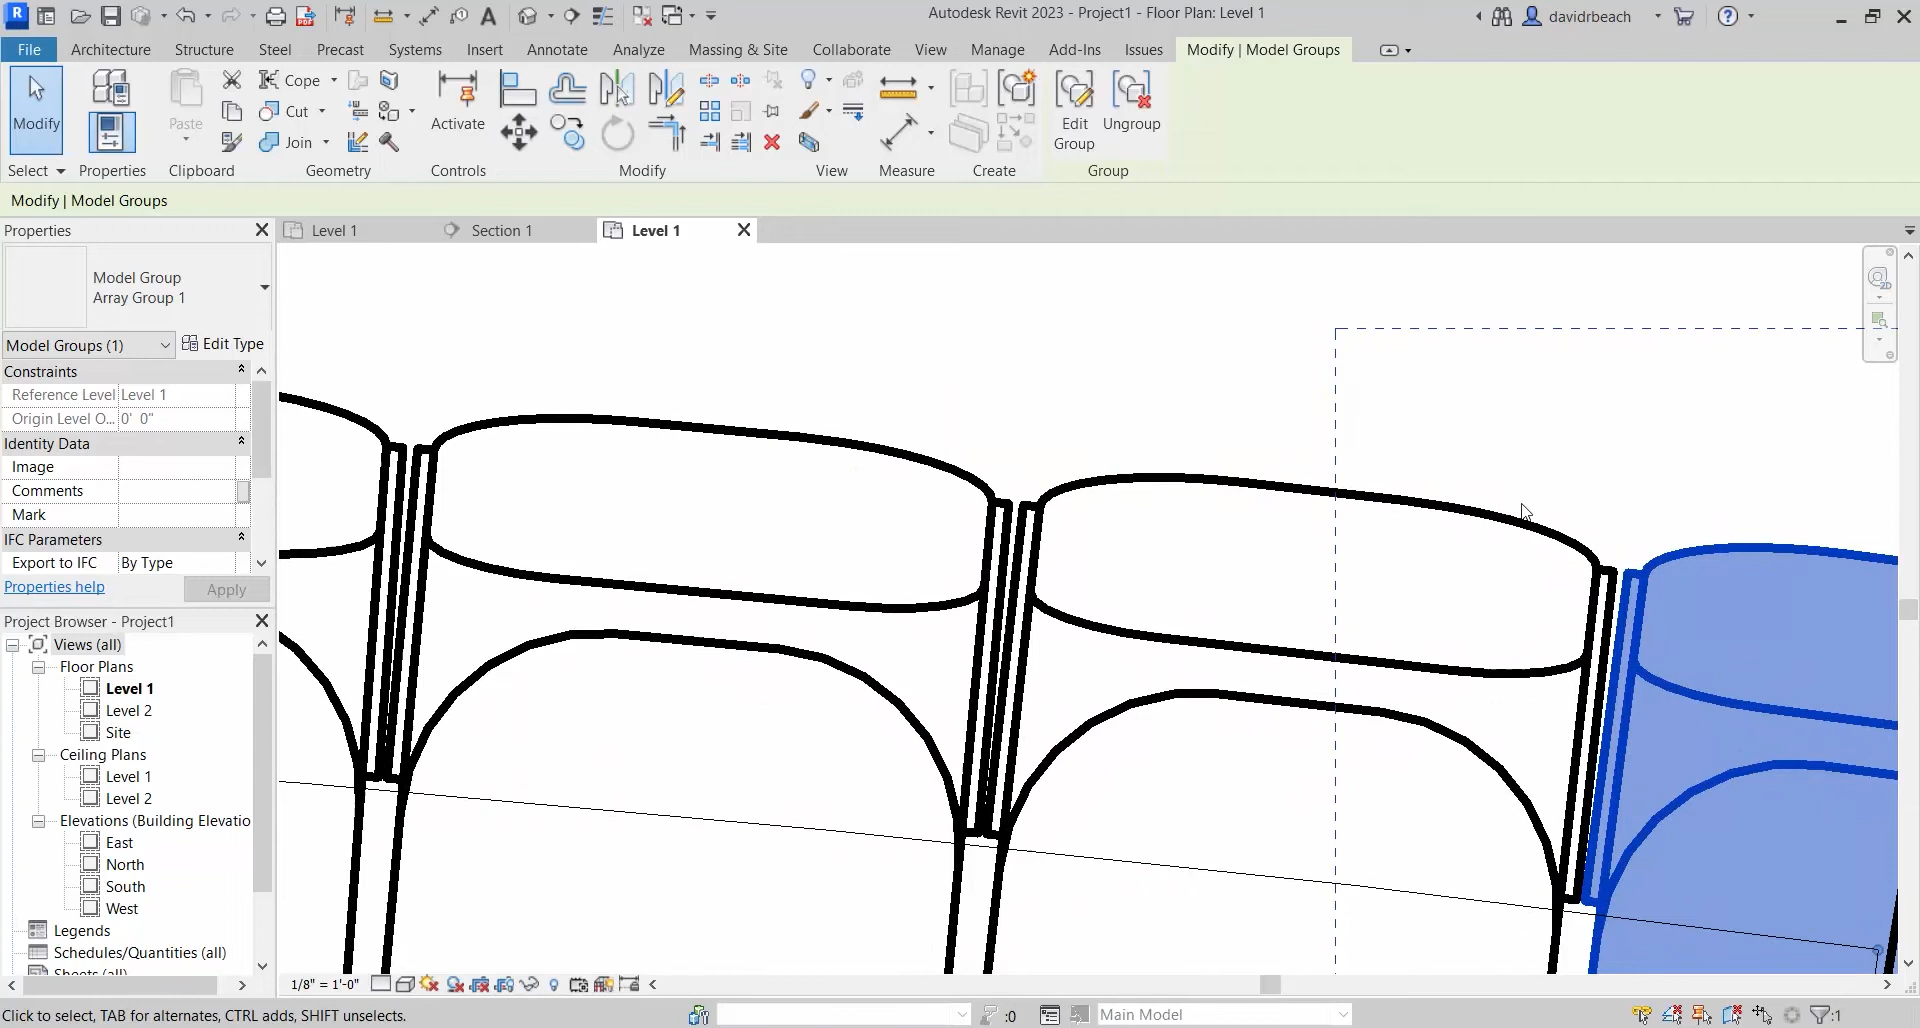 Autodesk Revit 2023 - Project1 - Floor Plan: Level 1
davidrbeach
File Architecture Structure Steel Precast Systems Insert Annotate Analyze Massing & Site Collaborate View Manage Add-Ins Issues Modify | Model Groups
Modify
Paste
Cope
Cut
Join
Activate
Edit Group
Ungroup
Select Properties Clipboard Geometry Controls Modify View Measure Create Group
Modify | Model Groups
Properties
Level 1
Section 1
Level 1
Model Group
Array Group 1
Model Groups (1)
Edit Type
Constraints
Reference Level Level 1
Origin Level O... 0' 0"
Identity Data
Image
Comments
Mark
IFC Parameters
Export to IFC By Type
Properties help
Apply
Project Browser - Project1
Views (all)
Floor Plans
Level 1
Level 2
Site
Ceiling Plans
Level 1
Level 2
Elevations (Building Elevatio
East
North
South
West
Legends
Schedules/Quantities (all)
Sheets (all)
1/8" = 1'-0"
Click to select, TAB for alternates, CTRL adds, SHIFT unselects.
:0
Main Model
:1
2D